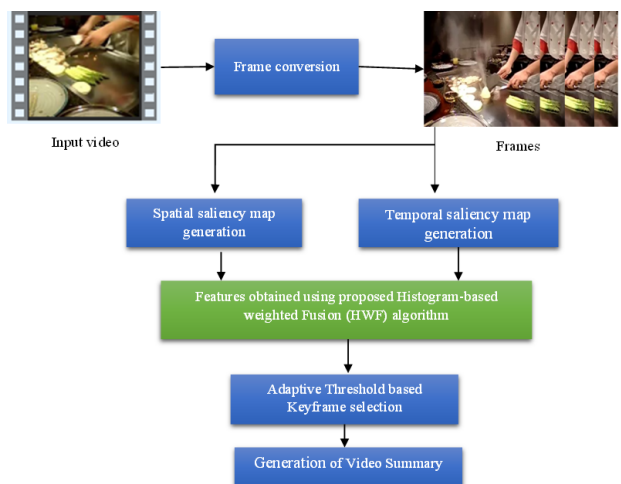 Frame conversion
Input video
Frames
Spatial saliency map
generation
Temporal saliency map
generation
Features obtained using proposed Histogram-based
weighted Fusion (HWF) algorithm
Adaptive Threshold based
Keyframe selection
Generation of Video Summary